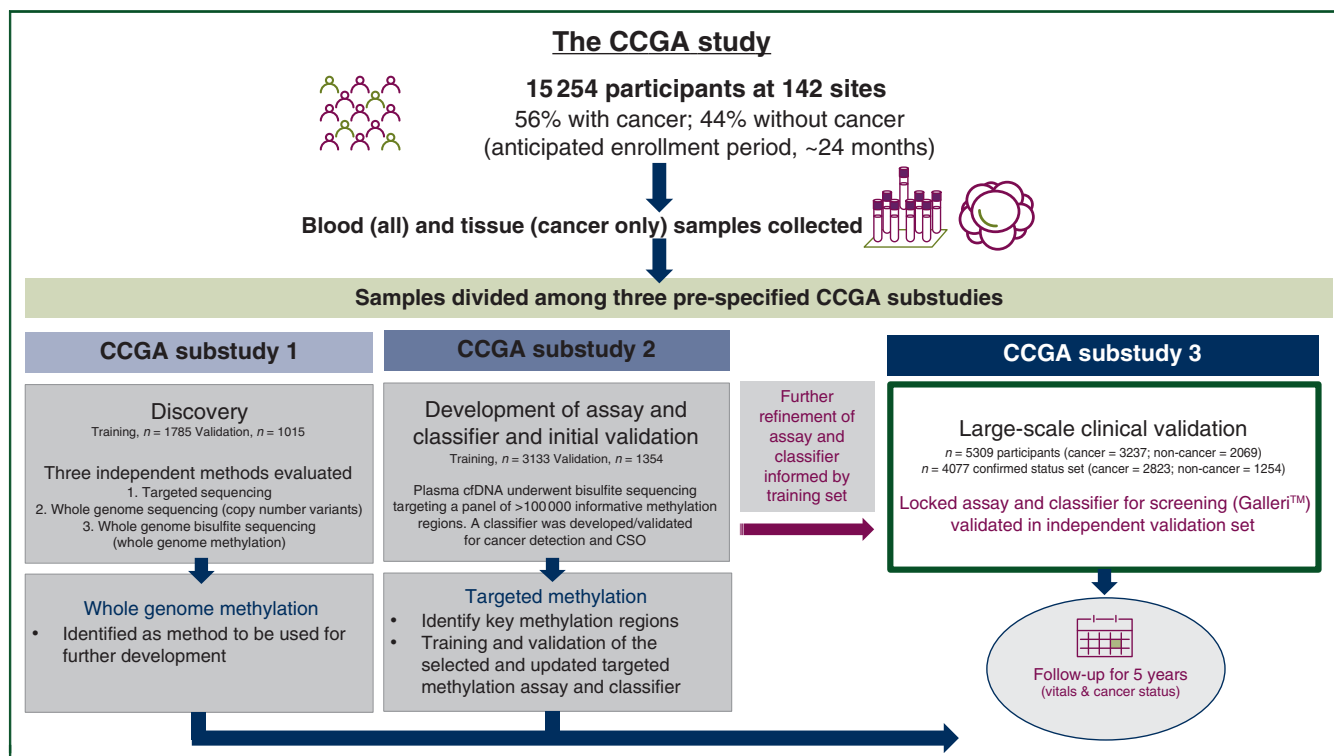 The CCGA study
15 254 participants at 142 sites
56% with cancer; 44% without cancer
(anticipated enrollment period, ~24 months)
Blood (all) and tissue (cancer only) samples collected
Samples divided among three pre-specified CCGA substudies
CCGA substudy 1
Discovery
Training, n = 1785 Validation, n = 1015
Three independent methods evaluated
1. Targeted sequencing
2. Whole genome sequencing (copy number variants)
3. Whole genome bisulfite sequencing
(whole genome methylation)
Whole genome methylation
• Identified as method to be used for
further development
CCGA substudy 2
Development of assay and
classifier and initial validation
Training, n = 3133 Validation, n = 1354
Plasma cfDNA underwent bisulfite sequencing
targeting a panel of >100 000 informative methylation
regions. A classifier was developed/validated
for cancer detection and CSO
Targeted methylation
• Identify key methylation regions
• Training and validation of the
selected and updated targeted
methylation assay and classifier
Further
refinement of
assay and
classifier
informed by
training set
CCGA substudy 3
Large-scale clinical validation
n = 5309 participants (cancer = 3237; non-cancer = 2069)
n = 4077 confirmed status set (cancer = 2823; non-cancer = 1254)
Locked assay and classifier for screening (Galleri™)
validated in independent validation set
Follow-up for 5 years
(vitals & cancer status)